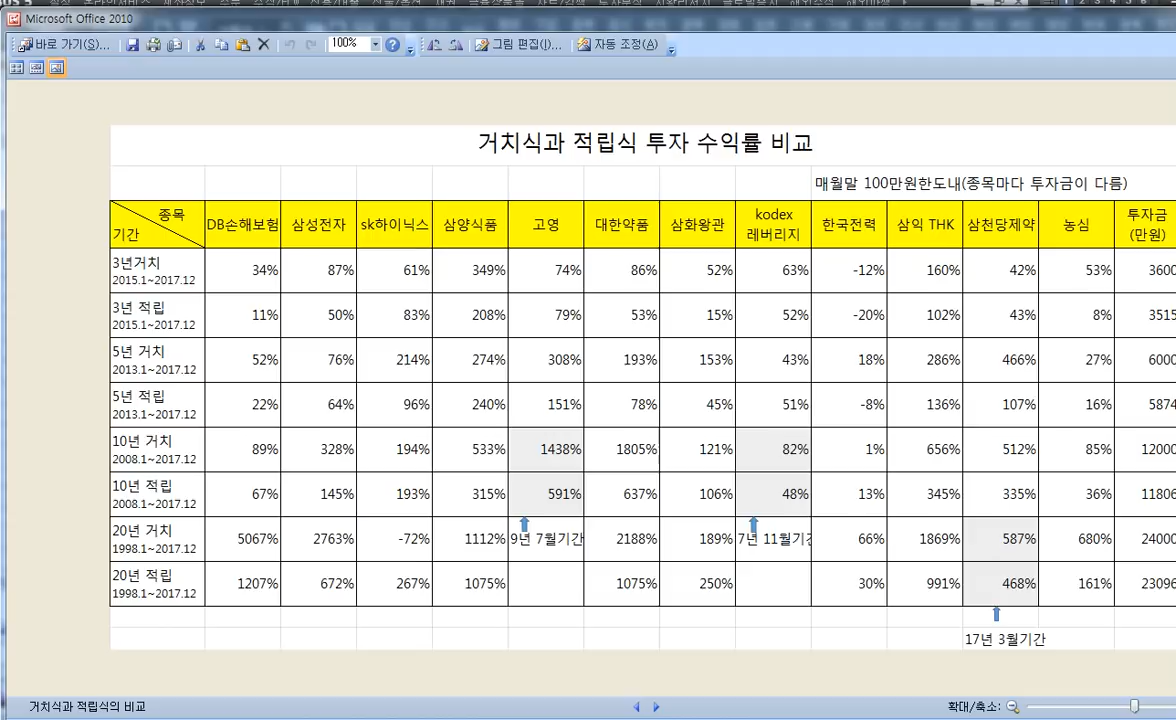 Microsoft Office 2010
바로 가기(S)...
100%
그림 편집(I)...
자동 조정(A)
거치식과 적립식 투자 수익률 비교
매월말 100만원한도내(종목마다 투자금이 다름)
종목
기간
DB손해보험 삼성전자 sk하이닉스 삼양식품 고영 대한약품 삼화왕관 kodex 레버리지 한국전력 삼익 THK 삼천당제약 농심 투자금 (만원)
3년거치 34% 87% 61% 349% 74% 86% 52% 63% -12% 160% 42% 53% 3600
2015.1~2017.12
3년 적립 11% 50% 83% 208% 79% 53% 15% 52% -20% 102% 43% 8% 3515
2015.1~2017.12
5년 거치 52% 76% 214% 274% 308% 193% 153% 43% 18% 286% 466% 27% 6000
2013.1~2017.12
5년 적립 22% 64% 96% 240% 151% 78% 45% 51% -8% 136% 107% 16% 5874
2013.1~2017.12
10년 거치 89% 328% 194% 533% 1438% 1805% 121% 82% 1% 656% 512% 85% 12000
2008.1~2017.12
10년 적립 67% 145% 193% 315% 591% 637% 106% 48% 13% 345% 335% 36% 11806
2008.1~2017.12
20년 거치 5067% 2763% -72% 1112% 9년 7월기간 2188% 189% 7년 11월기간 66% 1869% 587% 680% 24000
1998.1~2017.12
20년 적립 1207% 672% 267% 1075% 1075% 250% 30% 991% 468% 161% 23096
1998.1~2017.12
17년 3월기간
거치식과 적립식의 비교
확대/축소: